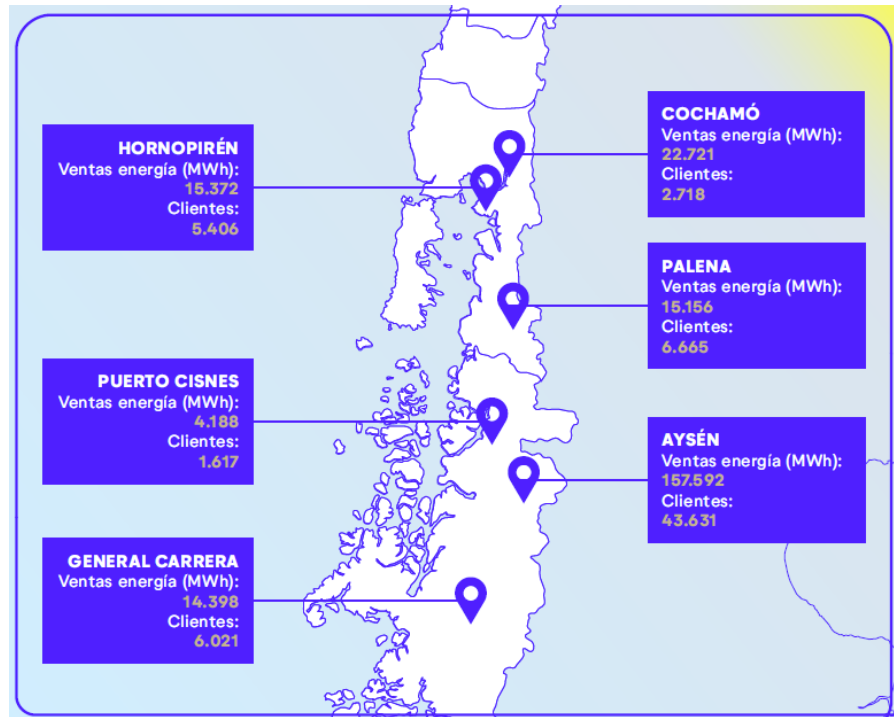 HORNOPIRÉN
Ventas energía (MWh):
15.372
Clientes:
5.406
COCHAMÓ
Ventas energía (MWh):
22.721
Clientes:
2.718
PALENA
Ventas energía (MWh):
15.156
Clientes:
6.665
PUERTO CISNES
Ventas energía (MWh):
4.188
Clientes:
1.617
AYSÉN
Ventas energía (MWh):
157.592
Clientes:
43.631
GENERAL CARRERA
Ventas energía (MWh):
14.398
Clientes:
6.021